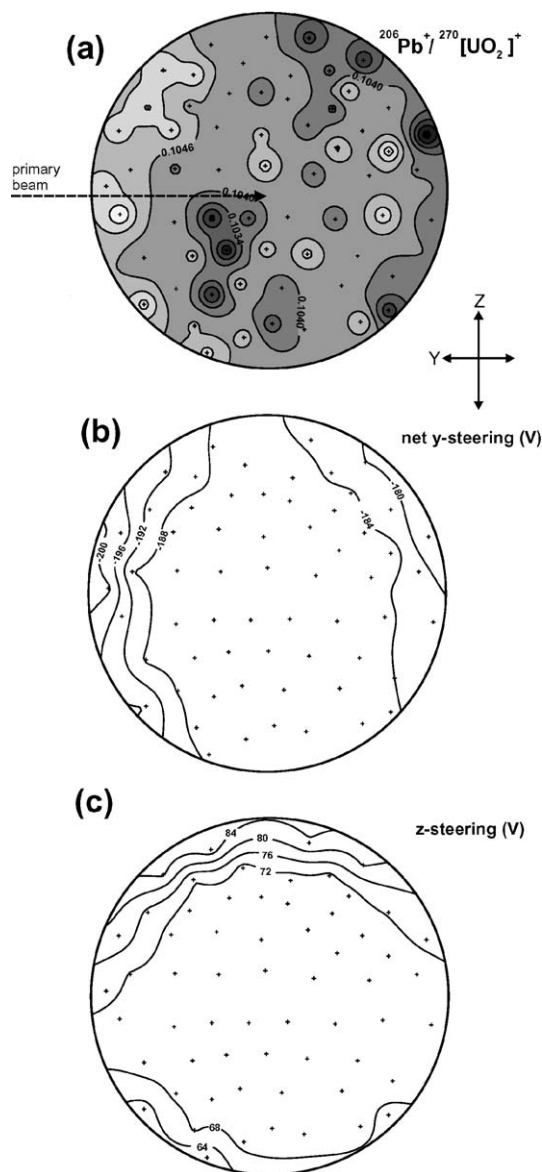 (a)
206Pb+/ 270[UO2]+
0.1040
0.1046
primary
beam
0.1040
0.1034
0.1040
Z
Y
(b)
net y-steering (V)
-180
-184
-192
-188
-196
-200
(c)
z-steering (V)
84
80
76
72
68
64